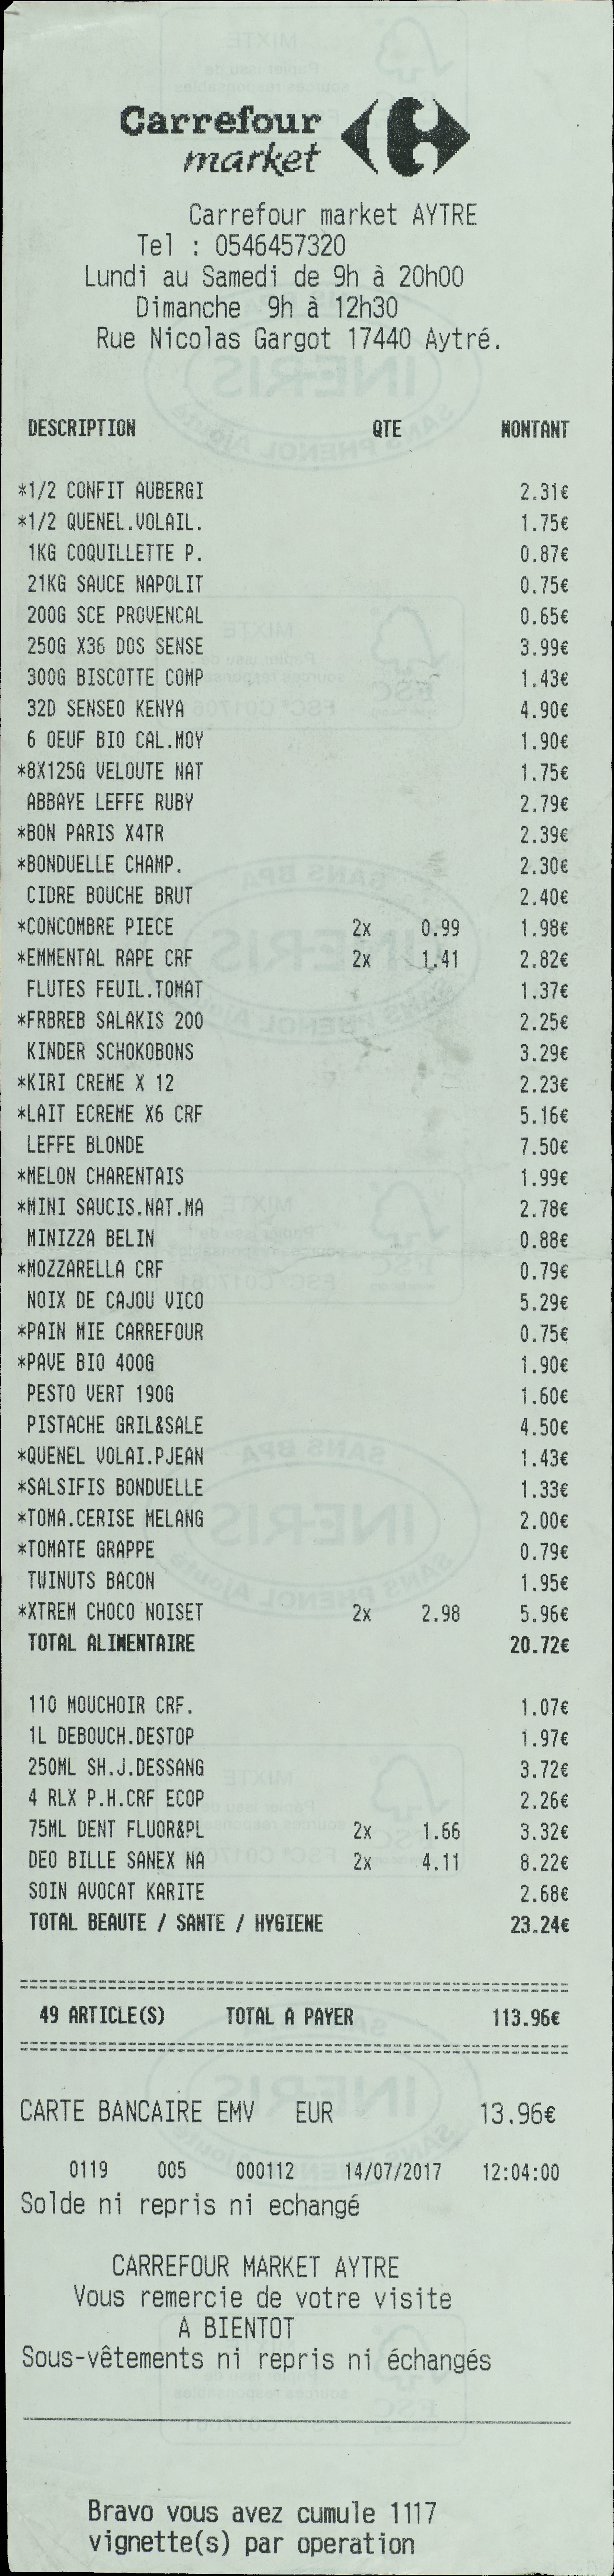 Carrefour
market
Carrefour market AYTRE
Tel : 0546457320
Lundi au Samedi de 9h à 20h00
Dimanche 9h à 12h30
Rue Nicolas Gargot 17440 Aytré.
DESCRIPTION QTE MONTANT
*1/2 CONFIT AUBERGI 2.31€
*1/2 QUENEL.VOLAIL. 1.75€
1KG COQUILLETTE P. 0.87€
21KG SAUCE NAPOLIT 0.75€
200G SCE PROVENCAL 0.65€
250G X36 DOS SENSE 3.99€
300G BISCOTTE COMP 1.43€
32D SENSEO KENYA 4.90€
6 OEUF BIO CAL.MOY 1.90€
*8X125G VELOUTE NAT 1.75€
ABBAYE LEFFE RUBY 2.79€
*BON PARIS X4TR 2.39€
*BONDUELLE CHAMP. 2.30€
CIDRE BOUCHE BRUT 2.40€
*CONCOMBRE PIECE 2x 0.99 1.98€
*EMMENTAL RAPE CRF 2x 1.41 2.82€
FLUTES FEUIL.TOMAT 1.37€
*FRBREB SALAKIS 200 2.25€
KINDER SCHOKOBONS 3.29€
*KIRI CREME X 12 2.23€
*LAIT ECREME X6 CRF 5.16€
LEFFE BLONDE 7.50€
*MELON CHARENTAIS 1.99€
*MINI SAUCIS.NAT.MA 2.78€
MINIZZA BELIN 0.88€
*MOZZARELLA CRF 0.79€
NOIX DE CAJOU VICO 5.29€
*PAIN MIE CARREFOUR 0.75€
*PAVE BIO 400G 1.90€
PESTO VERT 190G 1.60€
PISTACHE GRIL&SALE 4.50€
*QUENEL VOLAI.PJEAN 1.43€
*SALSIFIS BONDUELLE 1.33€
*TOMA.CERISE MELANG 2.00€
*TOMATE GRAPPE 0.79€
TWINUTS BACON 1.95€
*XTREM CHOCO NOISET 2x 2.98 5.96€
TOTAL ALIMENTAIRE 20.72€
110 MOUCHOIR CRF. 1.07€
1L DEBOUCH.DESTOP 1.97€
250ML SH.J.DESSANG 3.72€
4 RLX P.H.CRF ECOP 2.26€
75ML DENT FLUOR&PL 2x 1.66 3.32€
DEO BILLE SANEX NA 2x 4.11 8.22€
SOIN AVOCAT KARITE 2.68€
TOTAL BEAUTE / SANTE / HYGIENE 23.24€
49 ARTICLE(S) TOTAL A PAYER 113.96€
CARTE BANCAIRE EMV EUR 13.96€
0119 005 000112 14/07/2017 12:04:00
Solde ni repris ni echangé
CARREFOUR MARKET AYTRE
Vous remercie de votre visite
A BIENTOT
Sous-vêtements ni repris ni échangés
Bravo vous avez cumule 1117
vignette(s) par operation